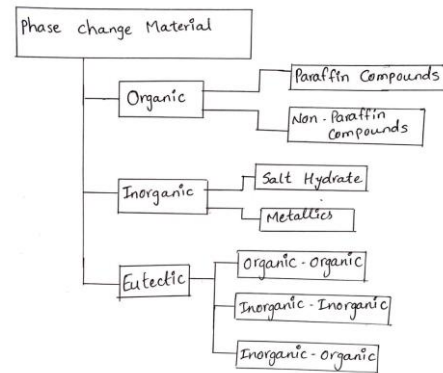 Phase change Material
Organic
Paraffin Compounds
Non-Paraffin
Compounds
Inorganic
Salt Hydrate
Metallics
Eutectic
Organic-Organic
Inorganic-Inorganic
Inorganic-Organic